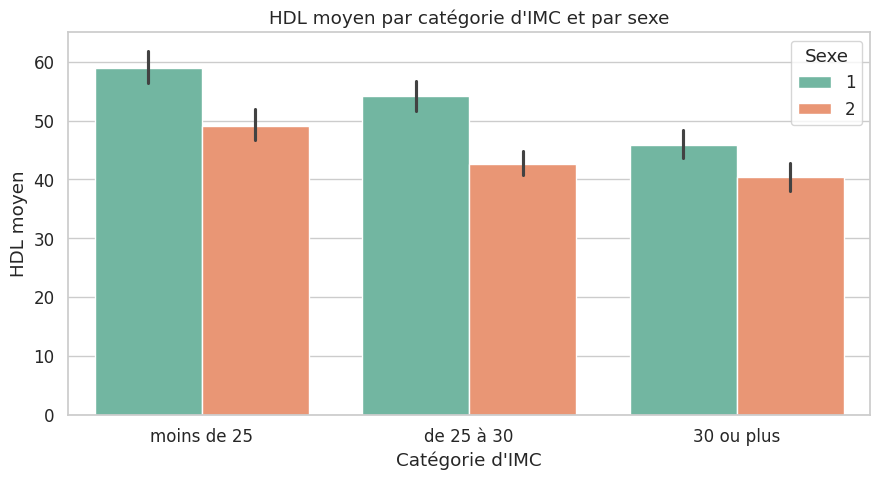 HDL moyen par catégorie d'IMC et par sexe
Sexe
1
2
HDL moyen
60
50
40
30
20
10
0
moins de 25
de 25 à 30
30 ou plus
Catégorie d'IMC